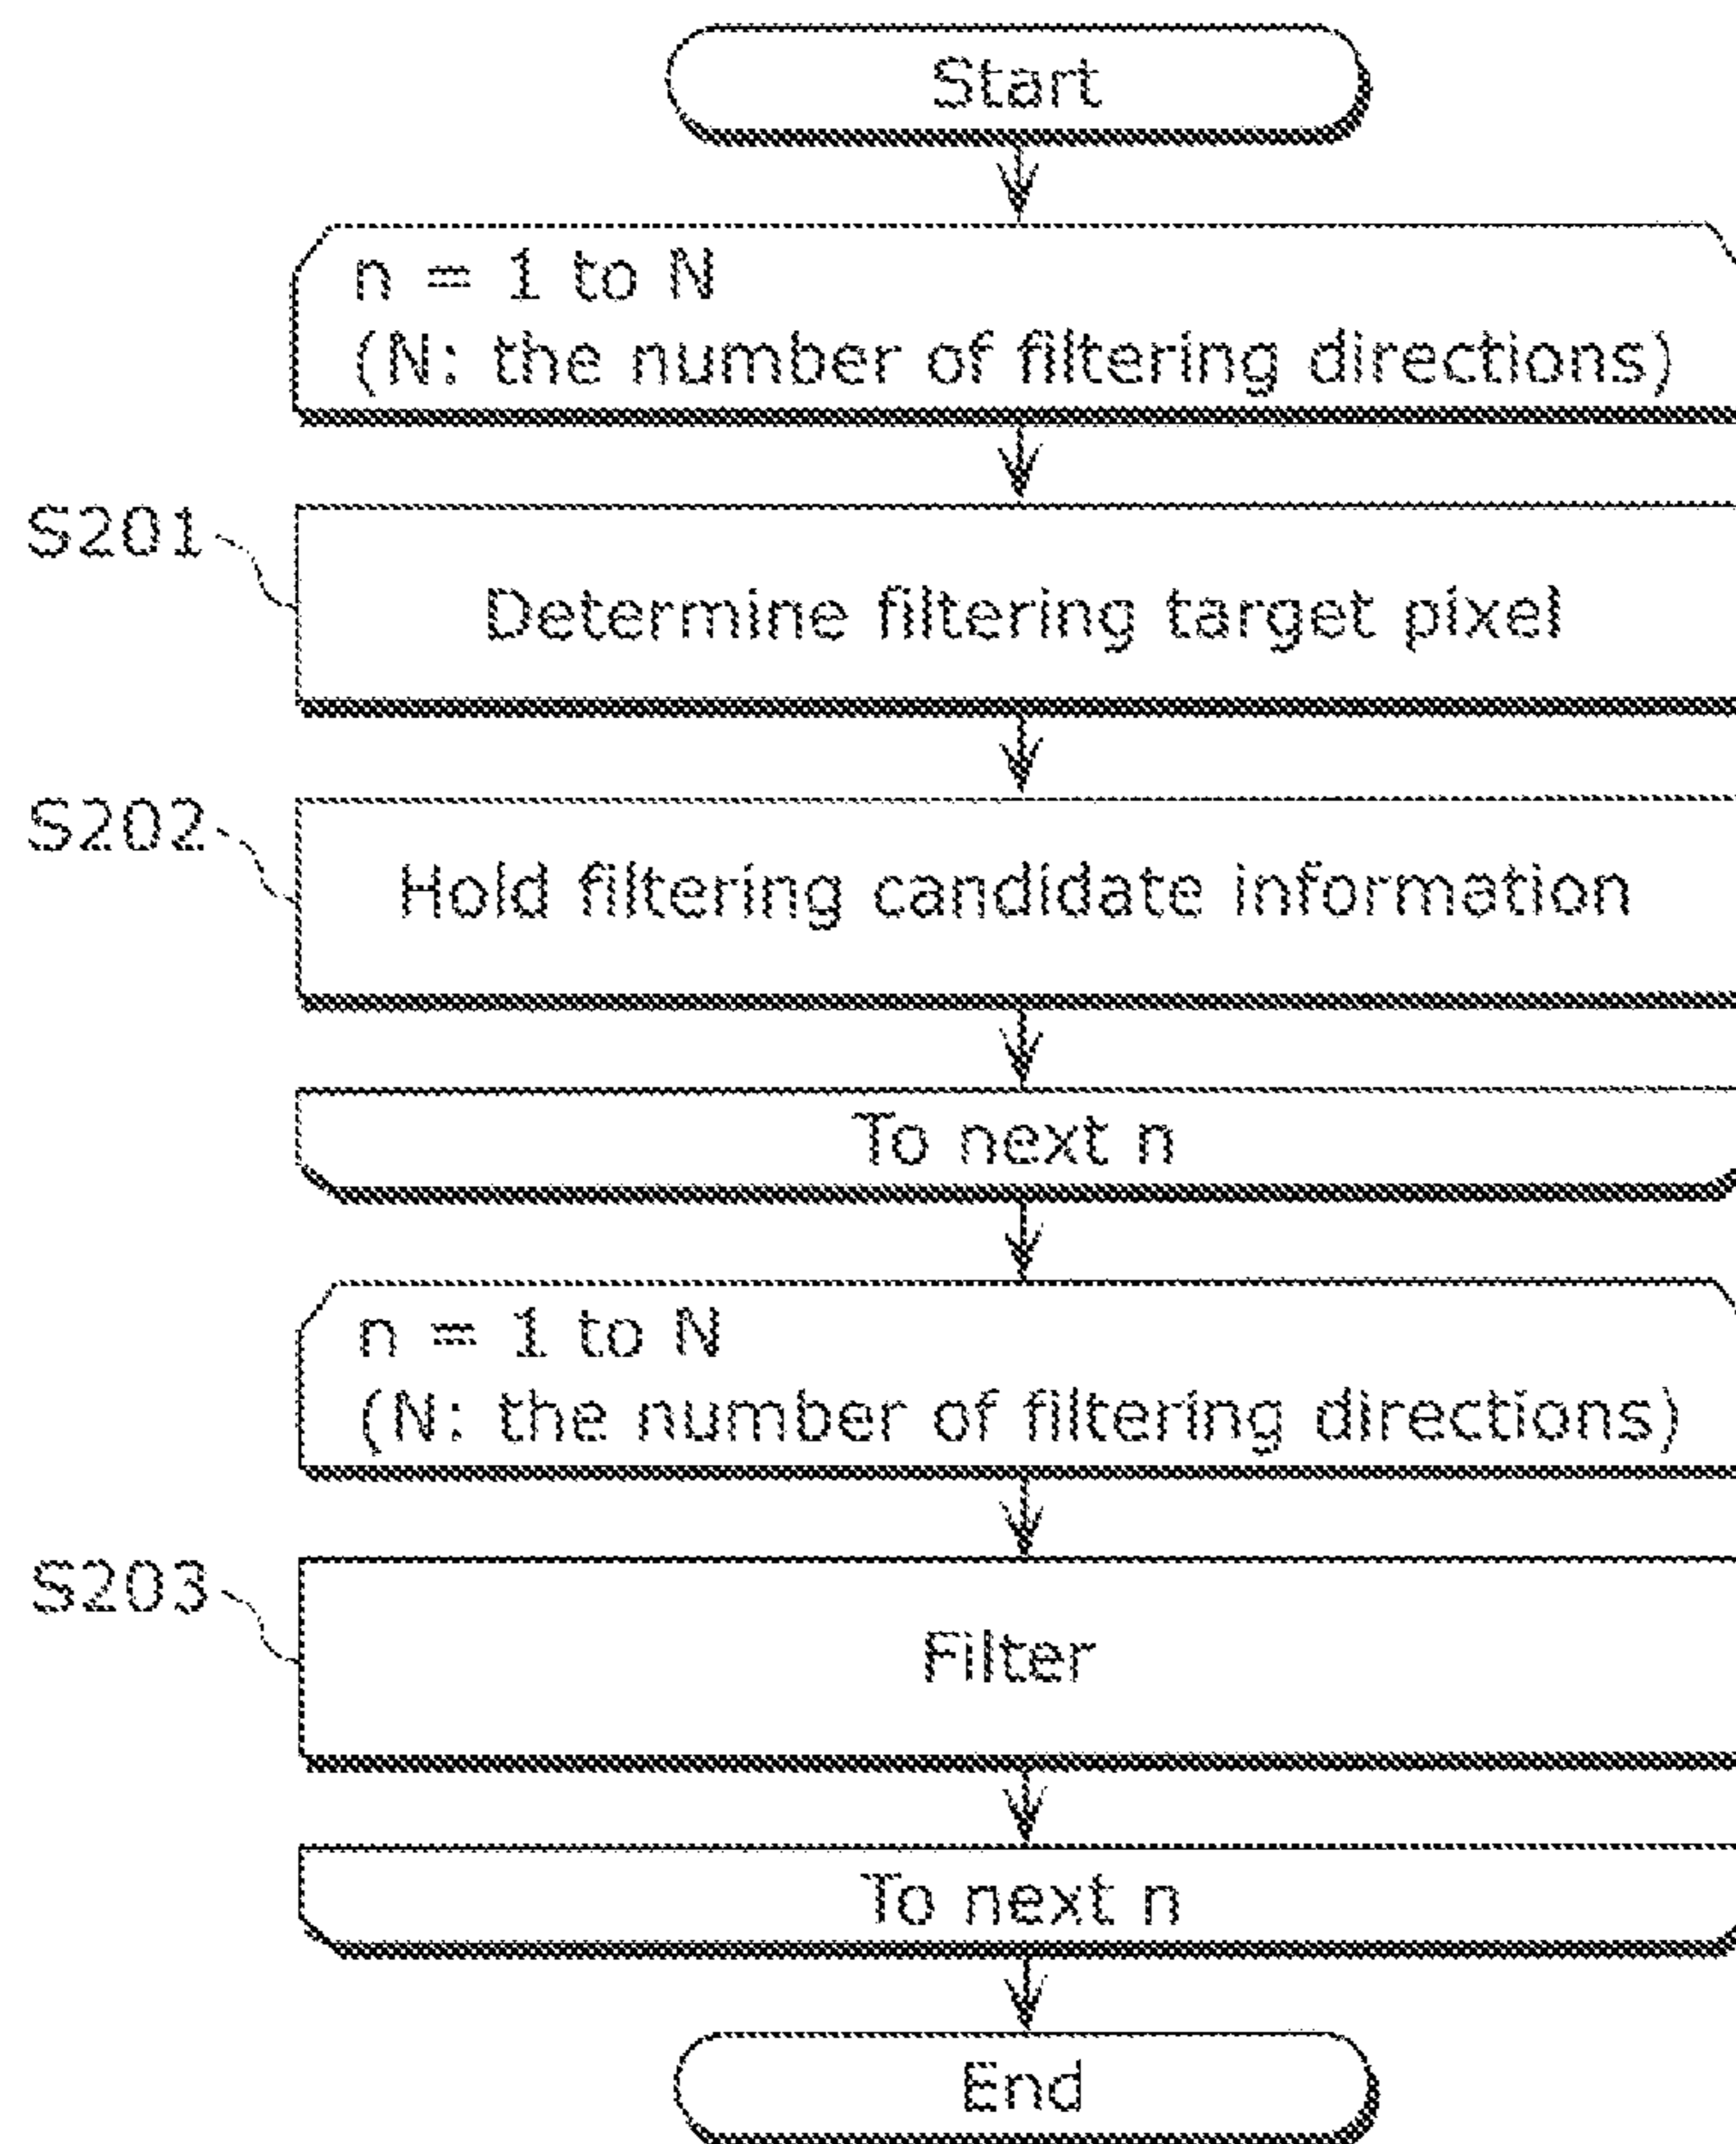 Start
n = 1 to N
(N: the number of filtering directions)
S201
Determine filtering target pixel
S202
Hold filtering candidate information
To next n
n = 1 to N
(N: the number of filtering directions)
S203
Filter
To next n
End